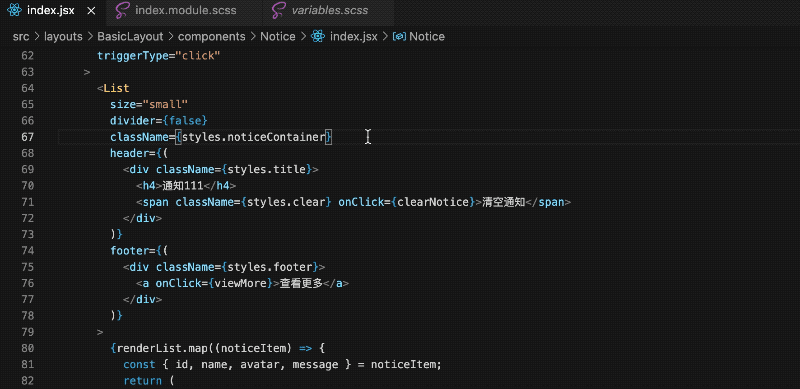 index.jsx × index.module.scss variables.scss
src > layouts > BasicLayout > components > Notice > index.jsx > Notice
62 triggerType="click"
63 >
64 <List
65 size="small"
66 divider={false}
67 className={styles.noticeContainer}
68 header={(
69 <div className={styles.title}>
70 <h4>通知111</h4>
71 <span className={styles.clear} onClick={clearNotice}>清空通知</span>
72 </div>
73 )}
74 footer={(
75 <div className={styles.footer}>
76 <a onClick={viewMore}>查看更多</a>
77 </div>
78 )}
79 >
80 {renderList.map((noticeItem) => {
81 const { id, name, avatar, message } = noticeItem;
82 return (